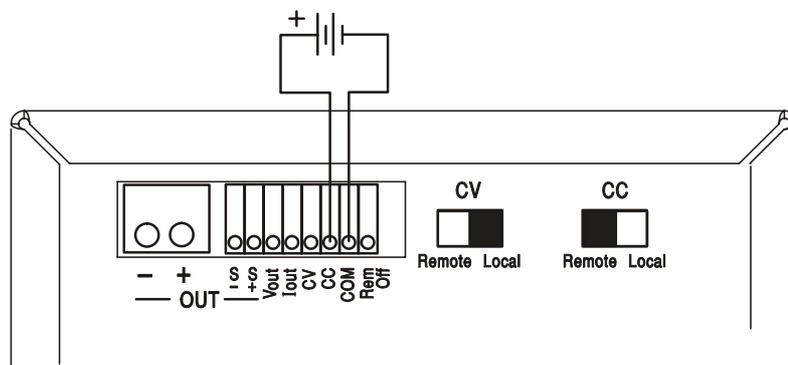 +
CV CC
Remote Local Remote Local
- +
OUT
S -
S +
Vout
Iout
CV
CC
COM
Rem Off